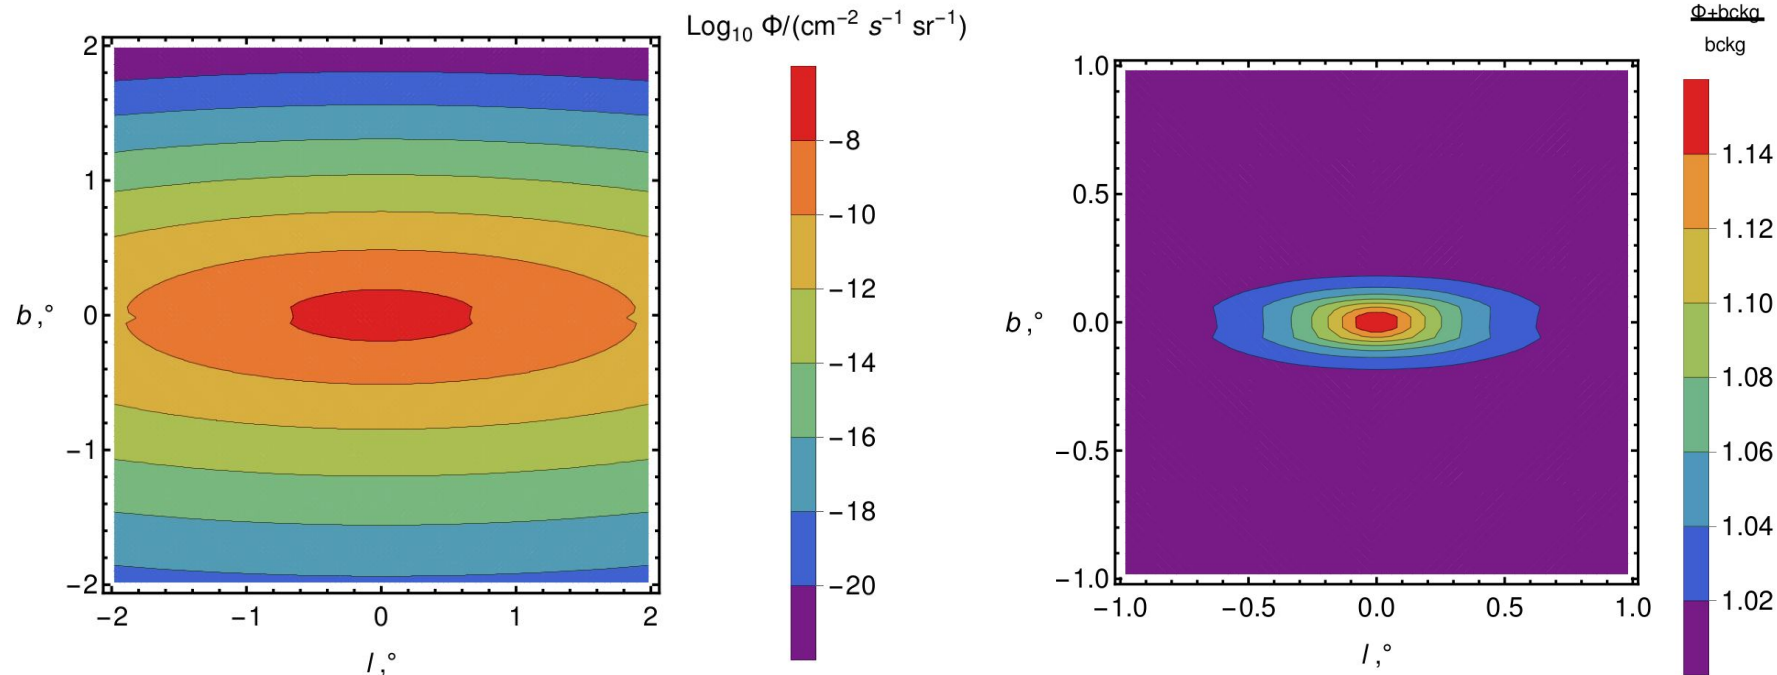 Log₁₀ Φ/(cm⁻² s⁻¹ sr⁻¹)
2
1
0
−1
−2
b,°
−2 −1 0 1 2
l,°
−8
−10
−12
−14
−16
−18
−20
Φ+bckg
bckg
1.0
0.5
0.0
−0.5
−1.0
b,°
−1.0 −0.5 0.0 0.5 1.0
l,°
1.14
1.12
1.10
1.08
1.06
1.04
1.02